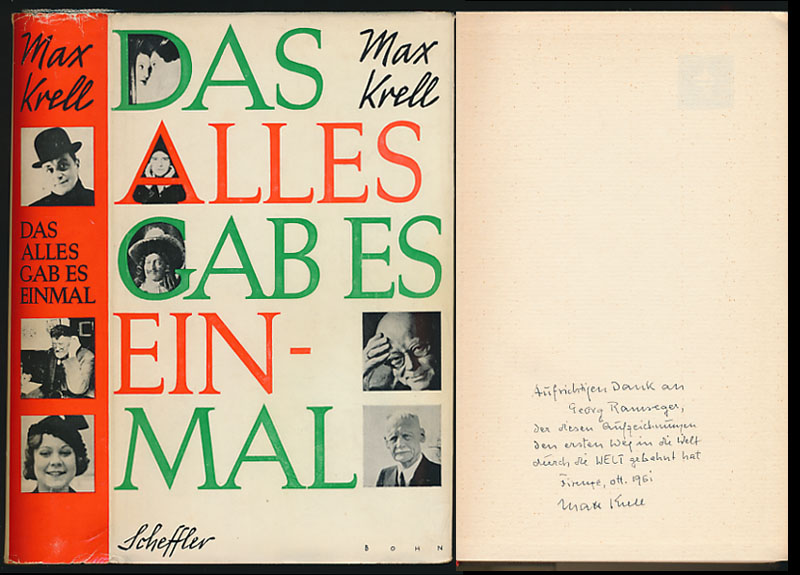 Max
Krell
DAS
ALLES
GAB ES
EINMAL
DAS
ALLES
GAB ES
EIN-
MAL
Max
Krell
Scheffler
BOHN
Aufrichtigen Dank an
Georg Ramseger,
der diesen Aufzeichnungen
den ersten Weg in die Welt
durch die WELT gebahnt hat
Firenze, ott. 1961
Max Krell